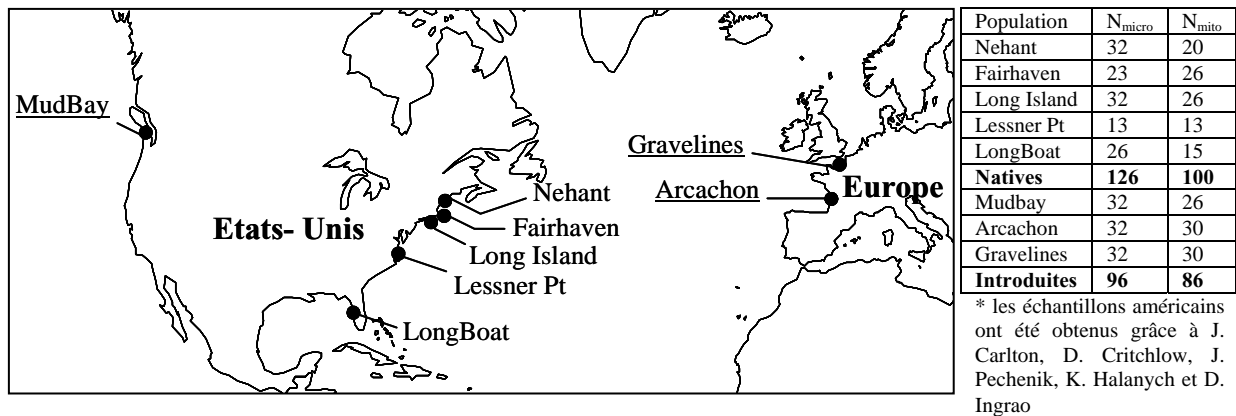 MudBay
Etats- Unis
Nehant
Fairhaven
Long Island
Lessner Pt
LongBoat
Gravelines
Arcachon
Europe
Population N_micro N_mito
Nehant 32 20
Fairhaven 23 26
Long Island 32 26
Lessner Pt 13 13
LongBoat 26 15
Natives 126 100
Mudbay 32 26
Arcachon 32 30
Gravelines 32 30
Introduites 96 86
* les échantillons américains
ont été obtenus grâce à J.
Carlton, D. Critchlow, J.
Pechenik, K. Halanych et D.
Ingrao